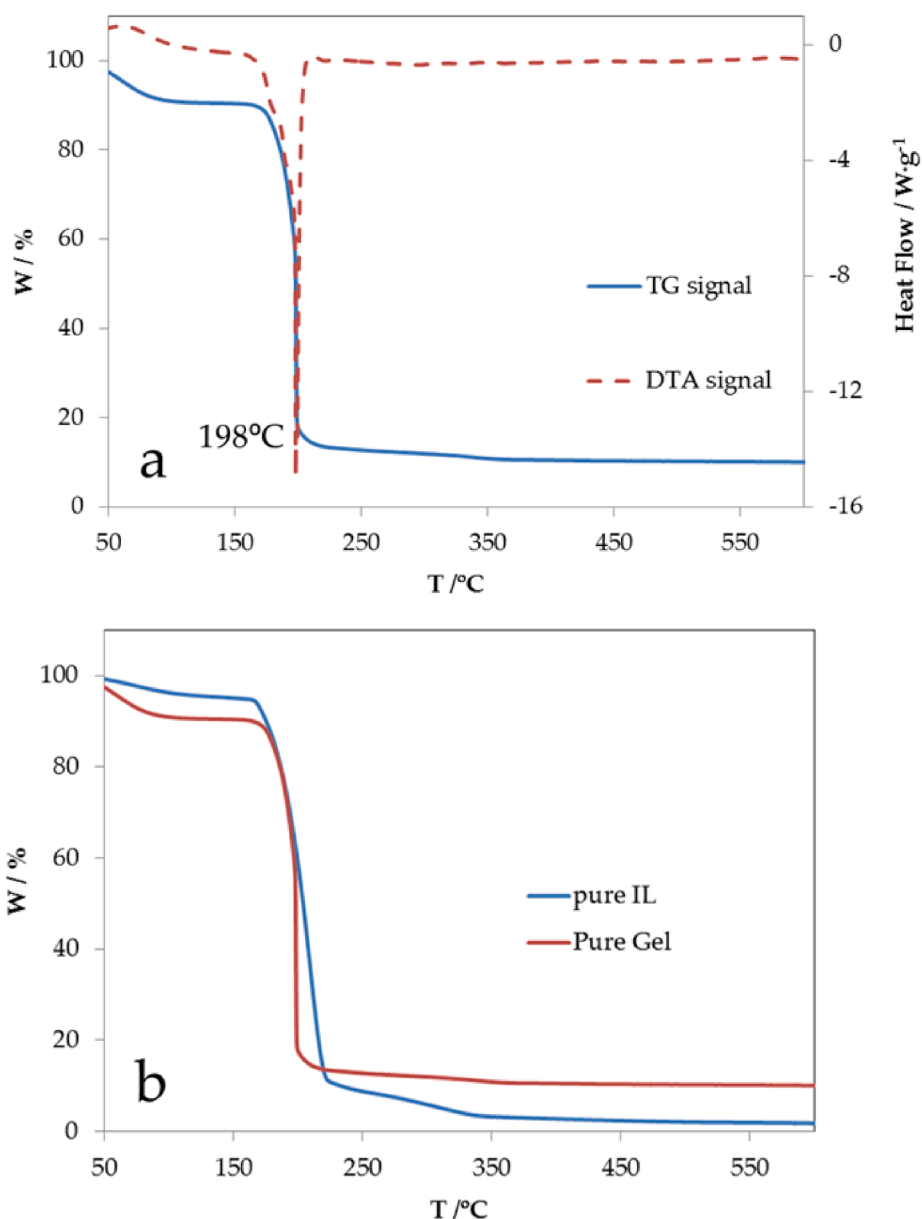 100
80
60
40
20
0
W / %
0
-4
-8
-12
-16
Heat Flow / W·g⁻¹
TG signal
DTA signal
198ºC
a
50 150 250 350 450 550
T /ºC
100
80
60
40
20
0
W / %
pure IL
Pure Gel
b
50 150 250 350 450 550
T /ºC